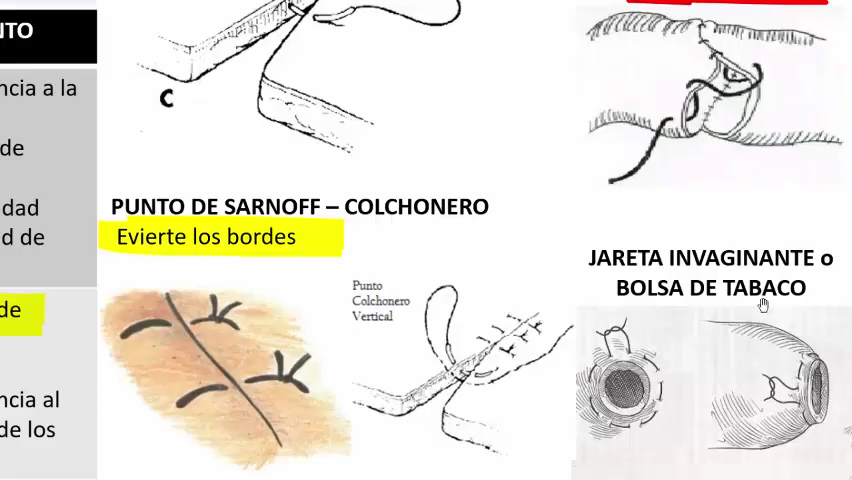 NTO
ncia a la
de
dad
d de
de
ncia al
de los
C
PUNTO DE SARNOFF – COLCHONERO
Evierte los bordes
Punto
Colchonero
Vertical
JARETA INVAGINANTE o
BOLSA DE TABACO